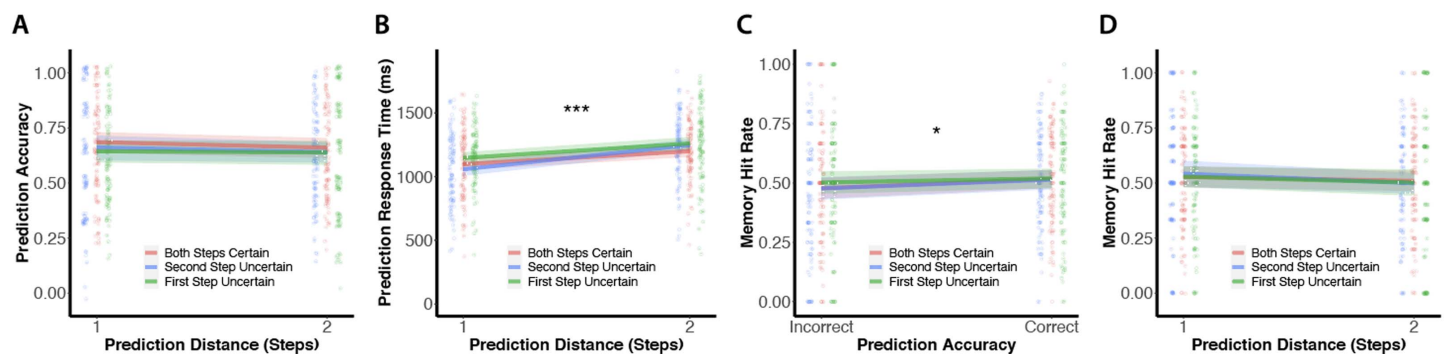 A
Prediction Accuracy
1.00
0.75
0.50
0.25
0.00
Both Steps Certain
Second Step Uncertain
First Step Uncertain
1
2
Prediction Distance (Steps)
B
Prediction Response Time (ms)
1500
1000
500
0
***
Both Steps Certain
Second Step Uncertain
First Step Uncertain
1
2
Prediction Distance (Steps)
C
Memory Hit Rate
1.00
0.75
0.50
0.25
0.00
*
Both Steps Certain
Second Step Uncertain
First Step Uncertain
Incorrect
Correct
Prediction Accuracy
D
Memory Hit Rate
1.00
0.75
0.50
0.25
0.00
Both Steps Certain
Second Step Uncertain
First Step Uncertain
1
2
Prediction Distance (Steps)